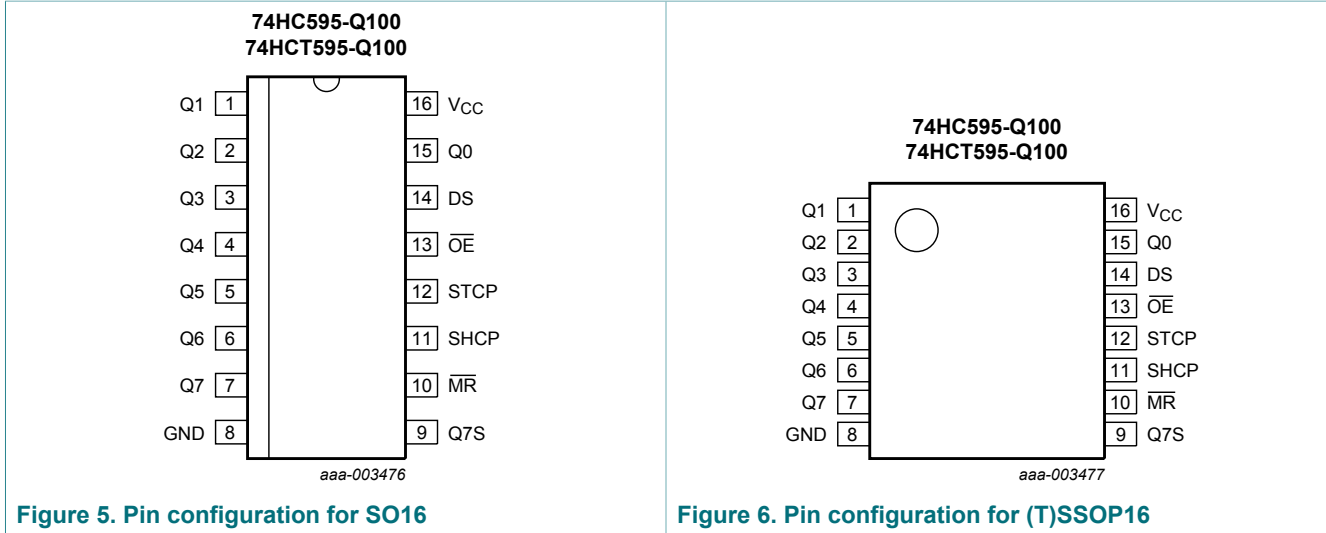 74HC595-Q100
74HCT595-Q100
Q1 1 16 VCC
Q2 2 15 Q0
Q3 3 14 DS
Q4 4 13 O̅E̅
Q5 5 12 STCP
Q6 6 11 SHCP
Q7 7 10 M̅R̅
GND 8 9 Q7S
aaa-003476
Figure 5. Pin configuration for SO16
74HC595-Q100
74HCT595-Q100
Q1 1 16 VCC
Q2 2 15 Q0
Q3 3 14 DS
Q4 4 13 O̅E̅
Q5 5 12 STCP
Q6 6 11 SHCP
Q7 7 10 M̅R̅
GND 8 9 Q7S
aaa-003477
Figure 6. Pin configuration for (T)SSOP16